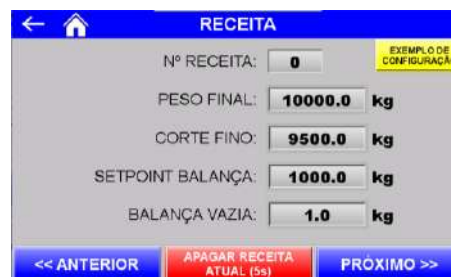 RECEITA
Nº RECEITA: 0
EXEMPLO DE
CONFIGURAÇÃO
PESO FINAL: 10000.0 kg
CORTE FINO: 9500.0 kg
SETPOINT BALANÇA: 1000.0 kg
BALANÇA VAZIA: 1.0 kg
<< ANTERIOR
APAGAR RECEITA
ATUAL (5s)
PRÓXIMO >>